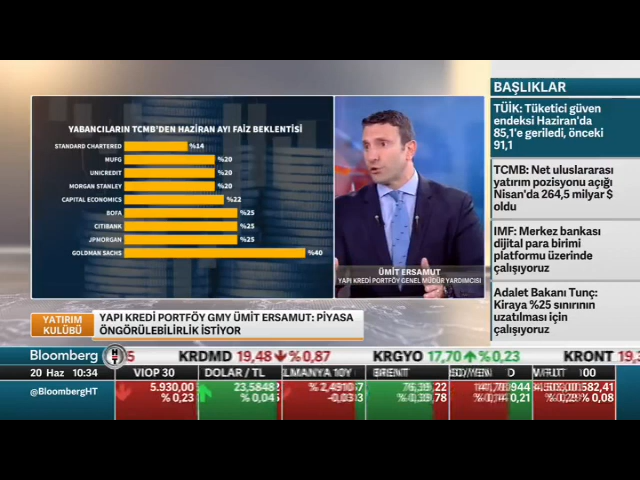 YABANCILARIN TCMB'DEN HAZİRAN AYI FAİZ BEKLENTİSİ
STANDARD CHARTERED %14
MUFG %20
UNICREDIT %20
MORGAN STANLEY %20
CAPITAL ECONOMICS %22
BOFA %25
CITIBANK %25
JPMORGAN %25
GOLDMAN SACHS %40
ÜMİT ERSAMUT
YAPI KREDİ PORTFÖY GENEL MÜDÜR YARDIMCISI
BAŞLIKLAR
TÜİK: Tüketici güven
endeksi Haziran'da
85,1'e geriledi, önceki
91,1
TCMB: Net uluslararası
yatırım pozisyonu açığı
Nisan'da 264,5 milyar $
oldu
IMF: Merkez bankası
dijital para birimi
platformu üzerinde
çalışıyoruz
Adalet Bakanı Tunç:
Kiraya %25 sınırının
uzatılması için
çalışıyoruz
YATIRIM
KULÜBÜ
YAPI KREDİ PORTFÖY GMY ÜMİT ERSAMUT: PİYASA
ÖNGÖRÜLEBİLİRLİK İSTİYOR
Bloomberg HT KRDMD 19,48 %0,87 KRGYO 17,70 %0,23 KRONT
20 Haz 10:34 VIOP 30 DOLAR / TL
@BloombergHT 5.930,00 23,5848
% 0,23 % 0,04